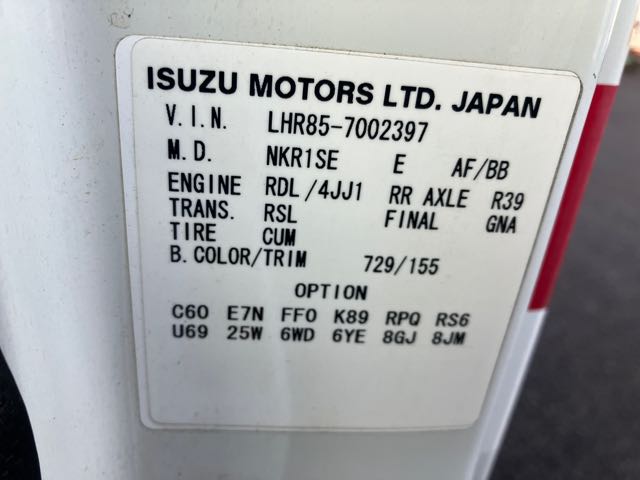 ISUZU MOTORS LTD. JAPAN
V.I.N. LHR85-7002397
M.D. NKR1SE E AF/BB
ENGINE RDL/4JJ1 RR AXLE R39
TRANS. RSL FINAL GNA
TIRE CUM
B.COLOR/TRIM 729/155
OPTION
C60 E7N FF0 K89 RPQ RS6
U69 25W 6WD 6YE 8GJ 8JM